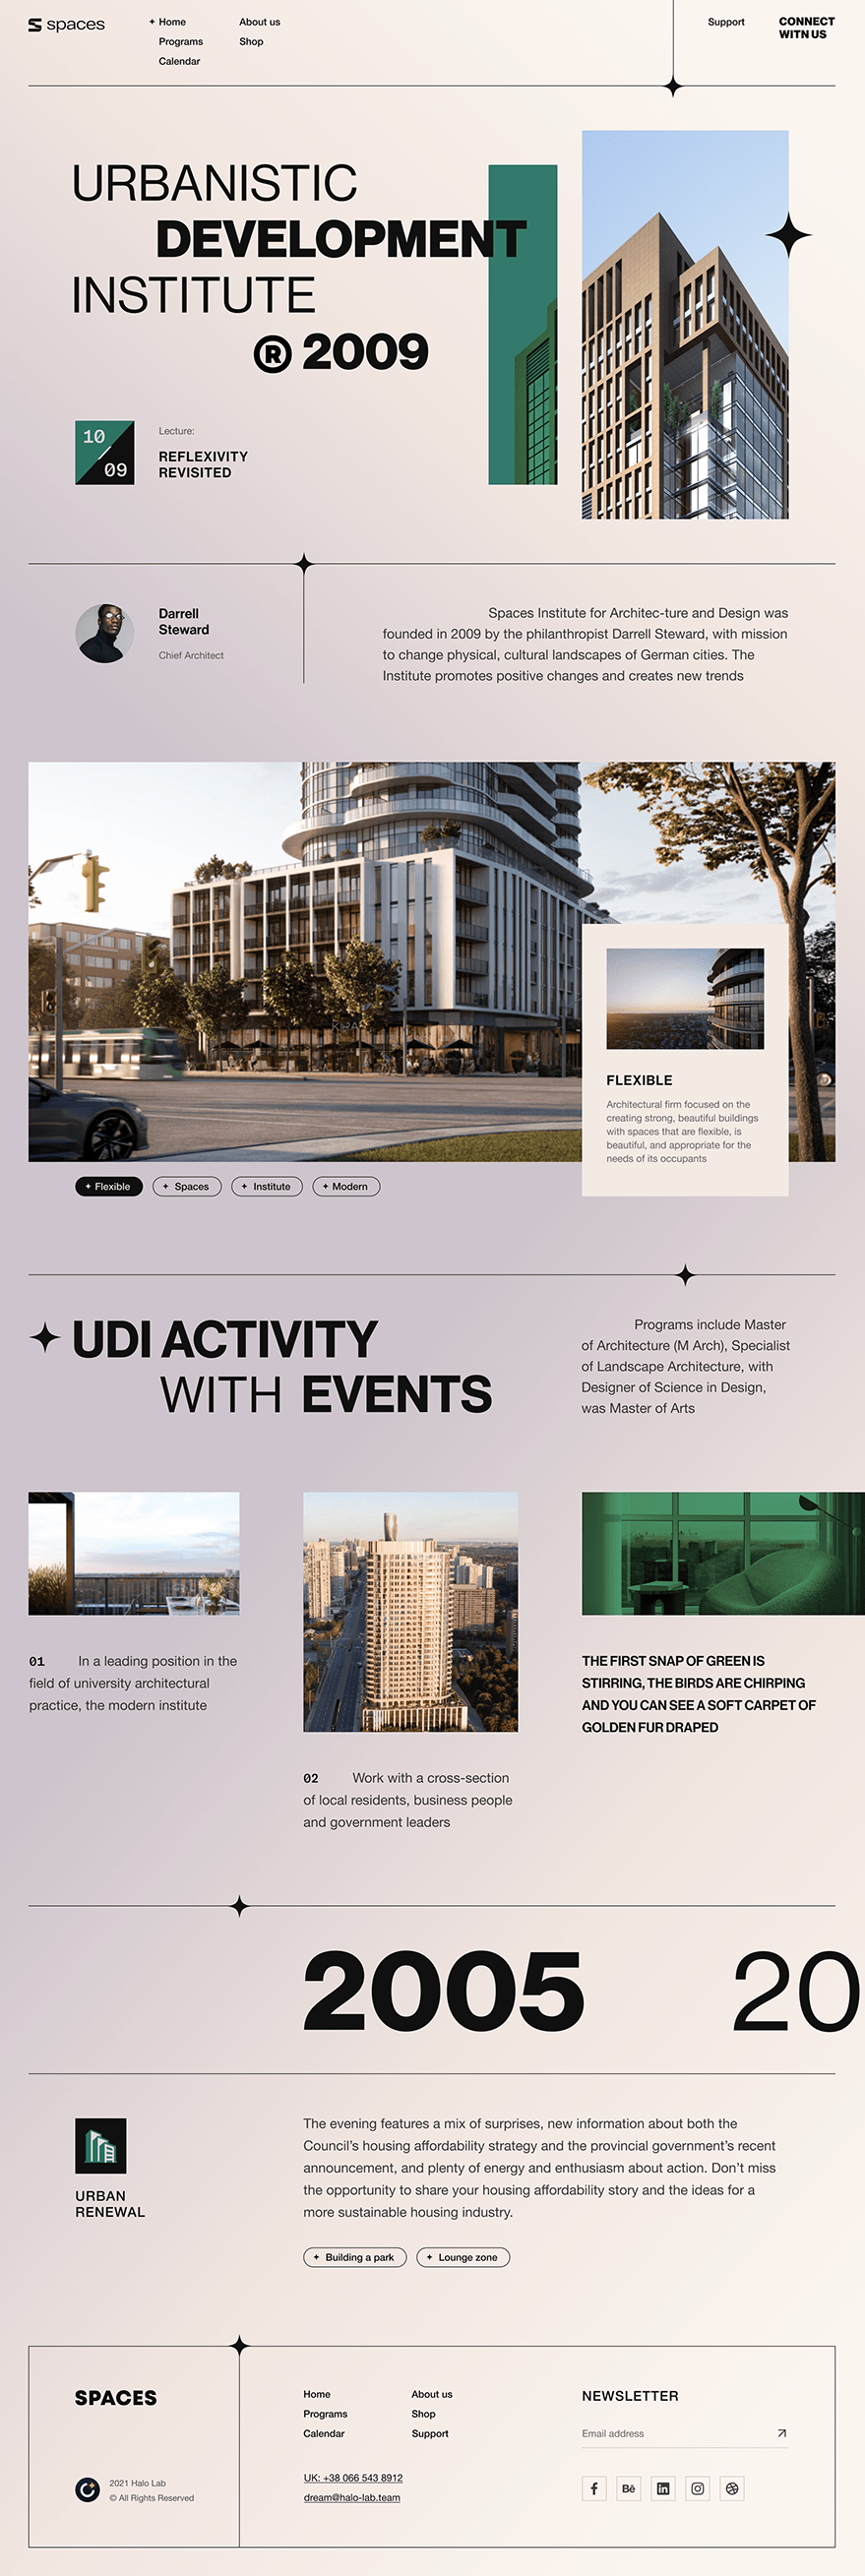 spaces
Home
Programs
Calendar
About us
Shop
Support
CONNECT
WITN US
URBANISTIC
DEVELOPMENT
INSTITUTE
® 2009
10
09
Lecture:
REFLEXIVITY
REVISITED
Darrell
Steward
Chief Architect
Spaces Institute for Architec-ture and Design was
founded in 2009 by the philanthropist Darrell Steward, with mission
to change physical, cultural landscapes of German cities. The
Institute promotes positive changes and creates new trends
FLEXIBLE
Architectural firm focused on the
creating strong, beautiful buildings
with spaces that are flexible, is
beautiful, and appropriate for the
needs of its occupants
Flexible
Spaces
Institute
Modern
UDI ACTIVITY
WITH EVENTS
Programs include Master
of Architecture (M Arch), Specialist
of Landscape Architecture, with
Designer of Science in Design,
was Master of Arts
01 In a leading position in the
field of university architectural
practice, the modern institute
02 Work with a cross-section
of local residents, business people
and government leaders
THE FIRST SNAP OF GREEN IS
STIRRING, THE BIRDS ARE CHIRPING
AND YOU CAN SEE A SOFT CARPET OF
GOLDEN FUR DRAPED
2005
20
URBAN
RENEWAL
The evening features a mix of surprises, new information about both the
Council's housing affordability strategy and the provincial government's recent
announcement, and plenty of energy and enthusiasm about action. Don't miss
the opportunity to share your housing affordability story and the ideas for a
more sustainable housing industry.
Building a park
Lounge zone
SPACES
2021 Halo Lab
© All Rights Reserved
Home
Programs
Calendar
About us
Shop
Support
UK: +38 066 543 8912
dream@halo-lab.team
NEWSLETTER
Email address
Bē